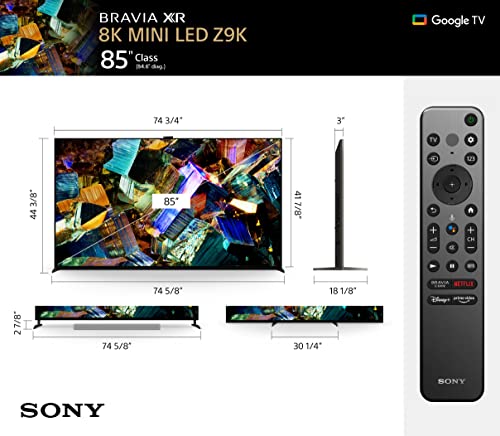 BRAVIA XR
8K MINI LED Z9K
85" Class
(84.6" diag.)
Google TV
74 3/4"
3"
44 3/8"
85"
41 7/8"
74 5/8"
18 1/8"
2 7/8"
74 5/8"
30 1/4"
TV
123
CH
BRAVIA
CORE
NETFLIX
Disney+
prime video
SONY
SONY